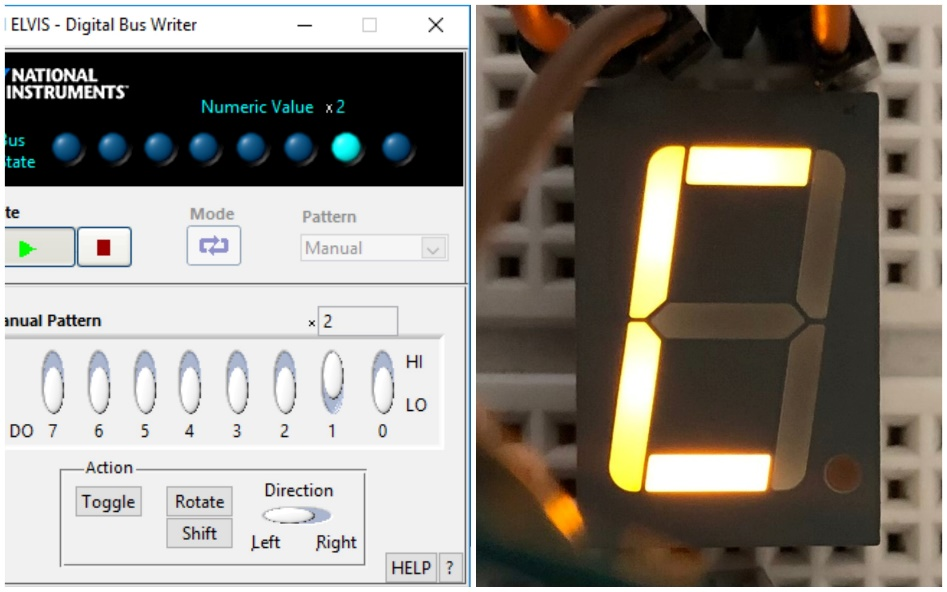 ELVIS - Digital Bus Writer
NATIONAL
INSTRUMENTS
Numeric Value x 2
Bus
State
te
Mode
Pattern
Manual
anual Pattern
x 2
HI
LO
DO 7 6 5 4 3 2 1 0
Action
Toggle
Rotate
Direction
Shift
Left Right
HELP ?